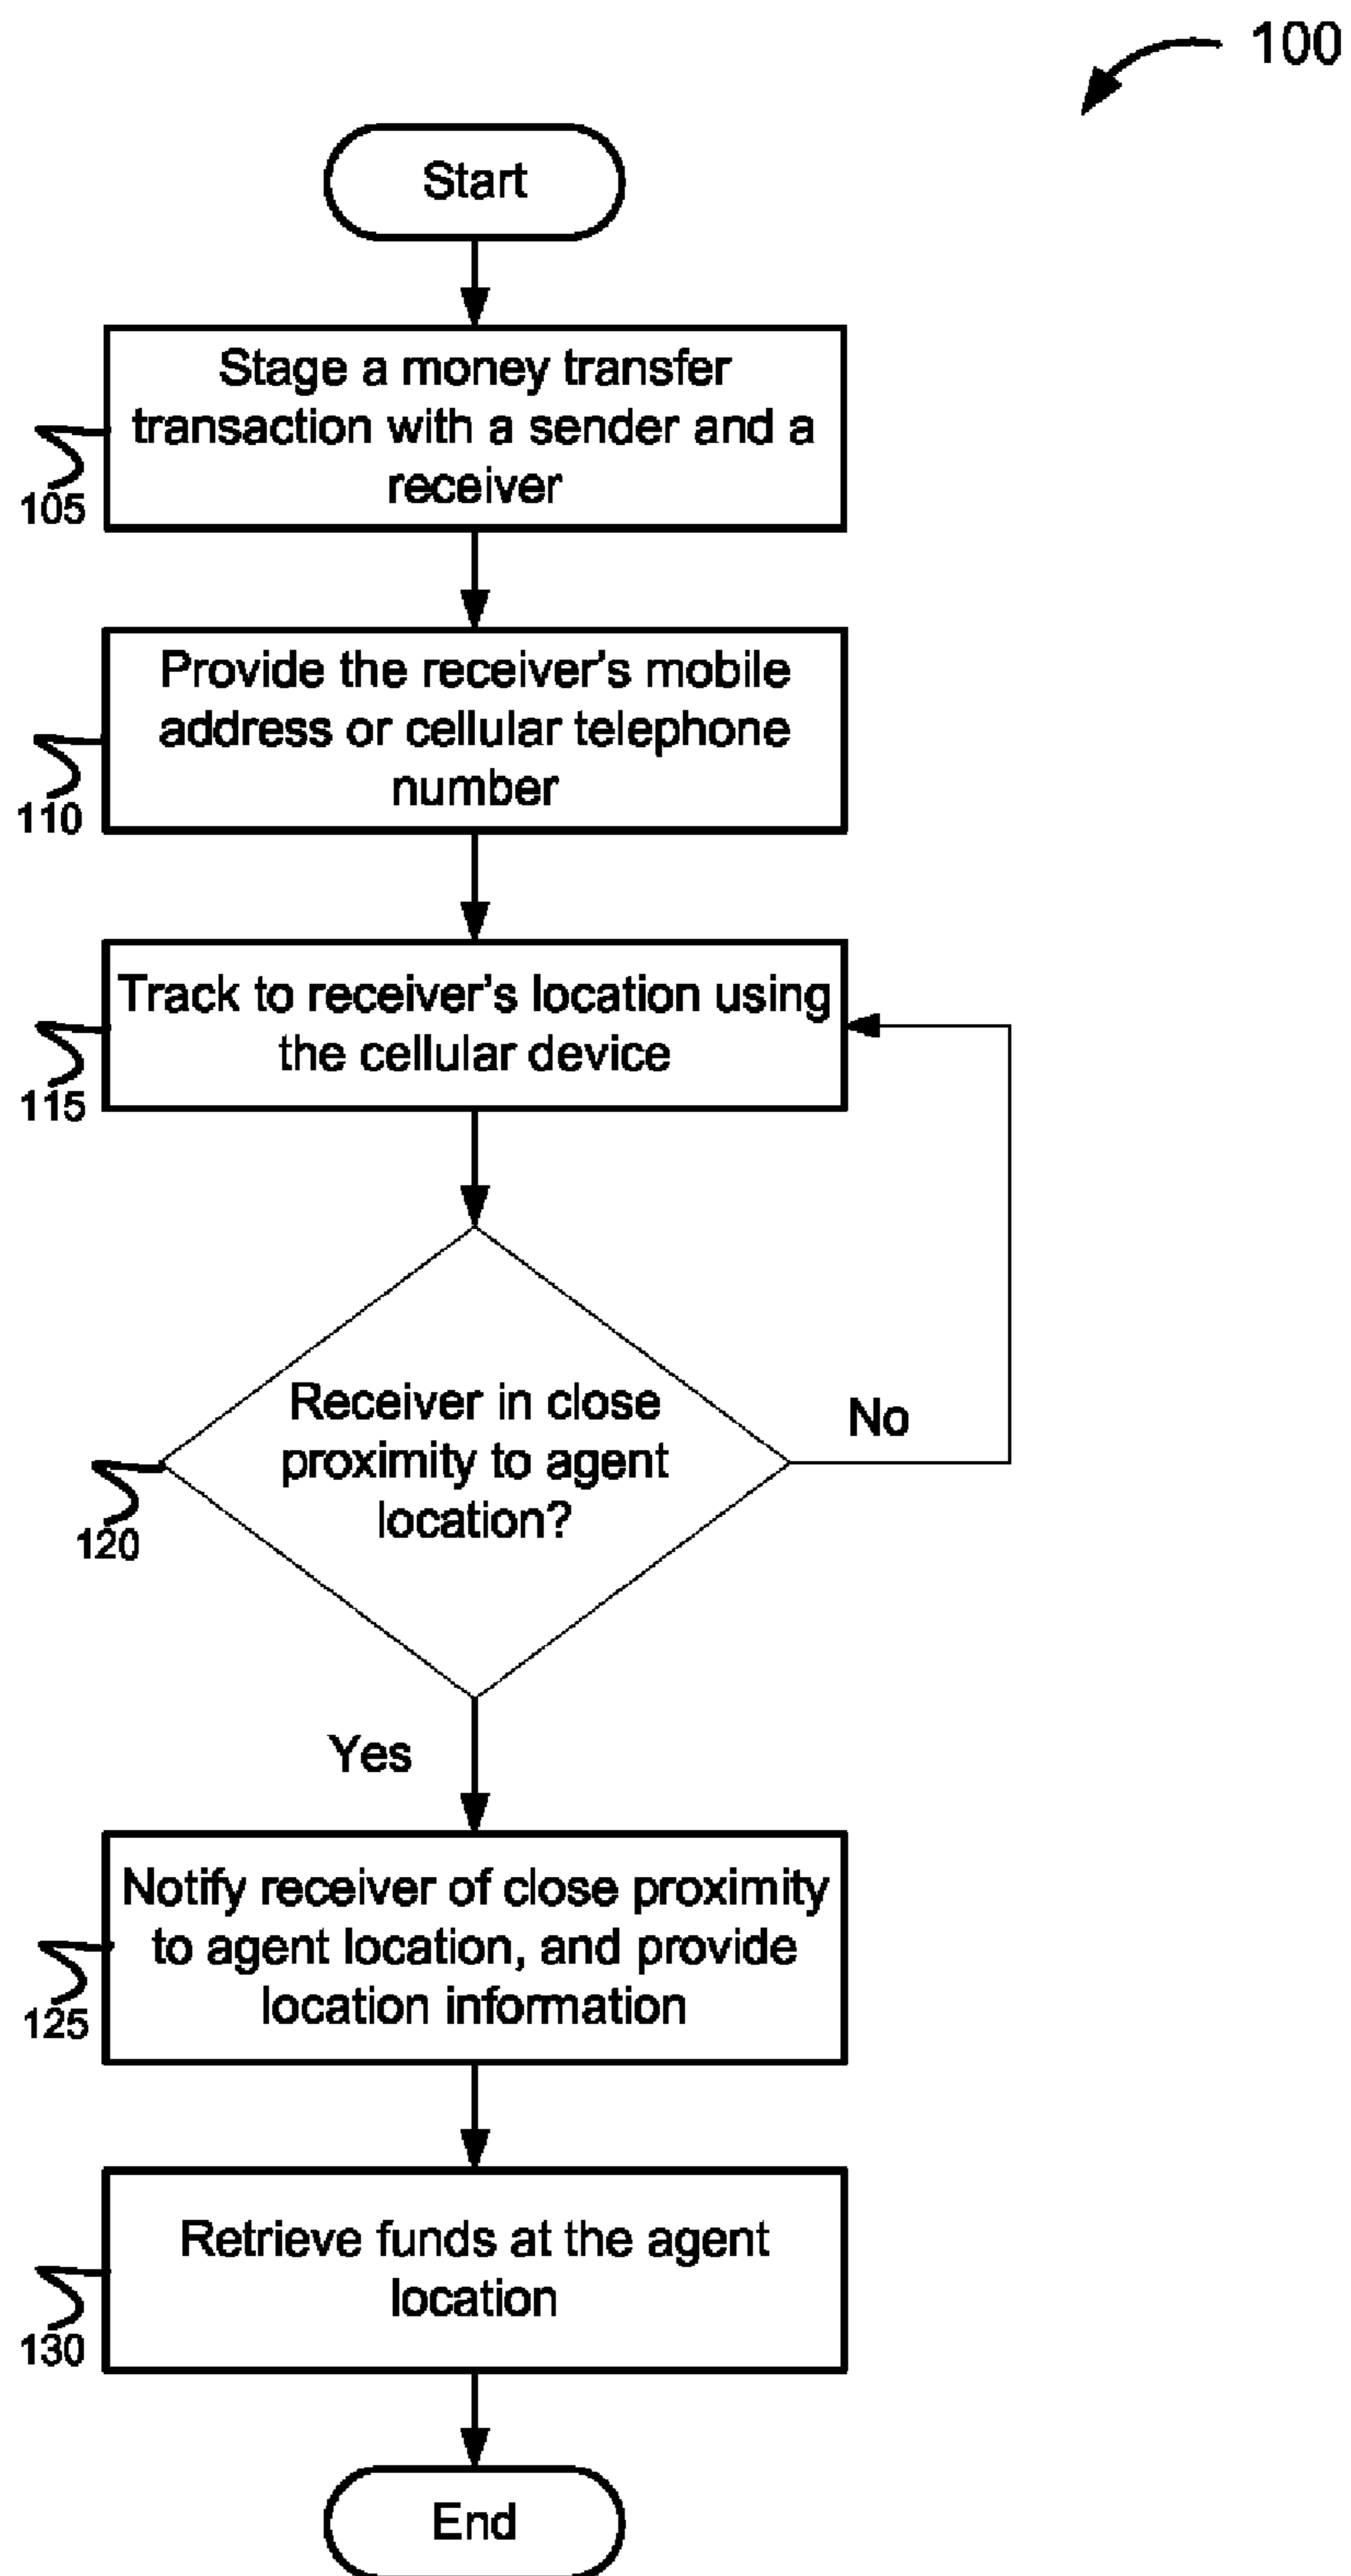 100
Start
Stage a money transfer
transaction with a sender and a
receiver
105
Provide the receiver's mobile
address or cellular telephone
number
110
Track to receiver's location using
the cellular device
115
Receiver in close
proximity to agent
location?
No
120
Yes
Notify receiver of close proximity
to agent location, and provide
location information
125
Retrieve funds at the agent
location
130
End